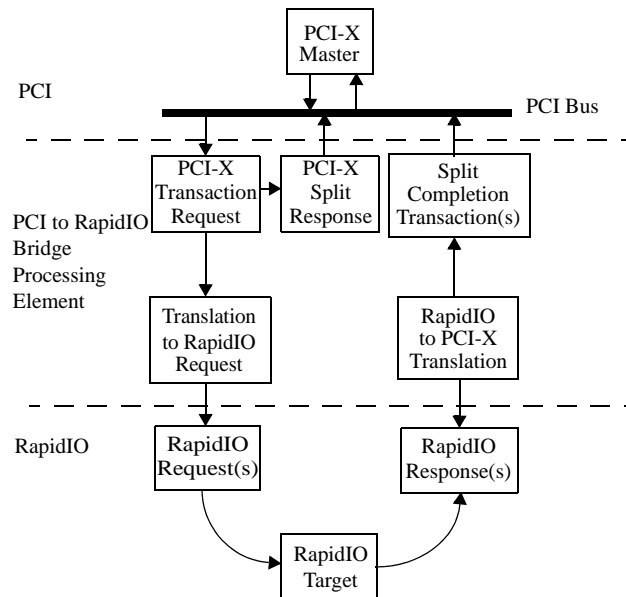 PCI-X
Master
PCI
PCI Bus
PCI-X
Transaction
Request
PCI-X
Split
Response
Split
Completion
Transaction(s)
PCI to RapidIO
Bridge
Processing
Element
Translation
to RapidIO
Request
RapidIO
to PCI-X
Translation
RapidIO
RapidIO
Request(s)
RapidIO
Response(s)
RapidIO
Target